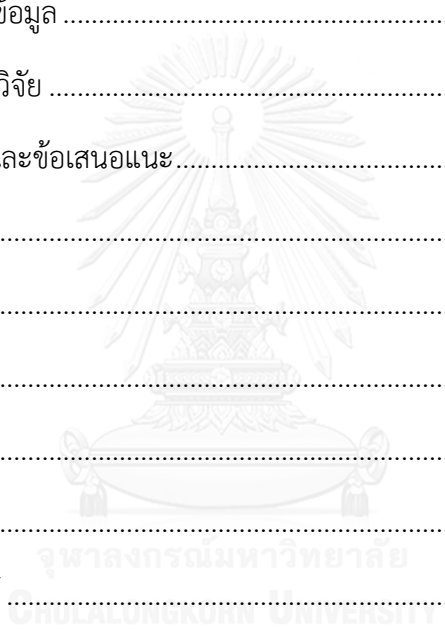 ข้อมูล ........................................................
วิจัย ........................................................
และข้อเสนอแนะ........................................
........................................................
........................................................
........................................................
........................................................
........................................................
จุฬาลงกรณ์มหาวิทยาลัย
........................................................
CHULALONGKORN UNIVERSITY